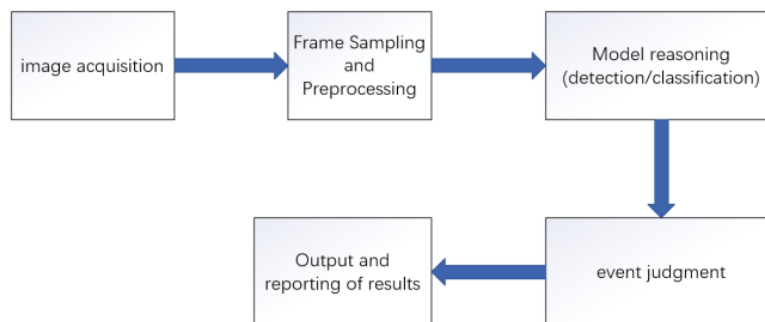 image acquisition
Frame Sampling
and
Preprocessing
Model reasoning
(detection/classification)
event judgment
Output and
reporting of results